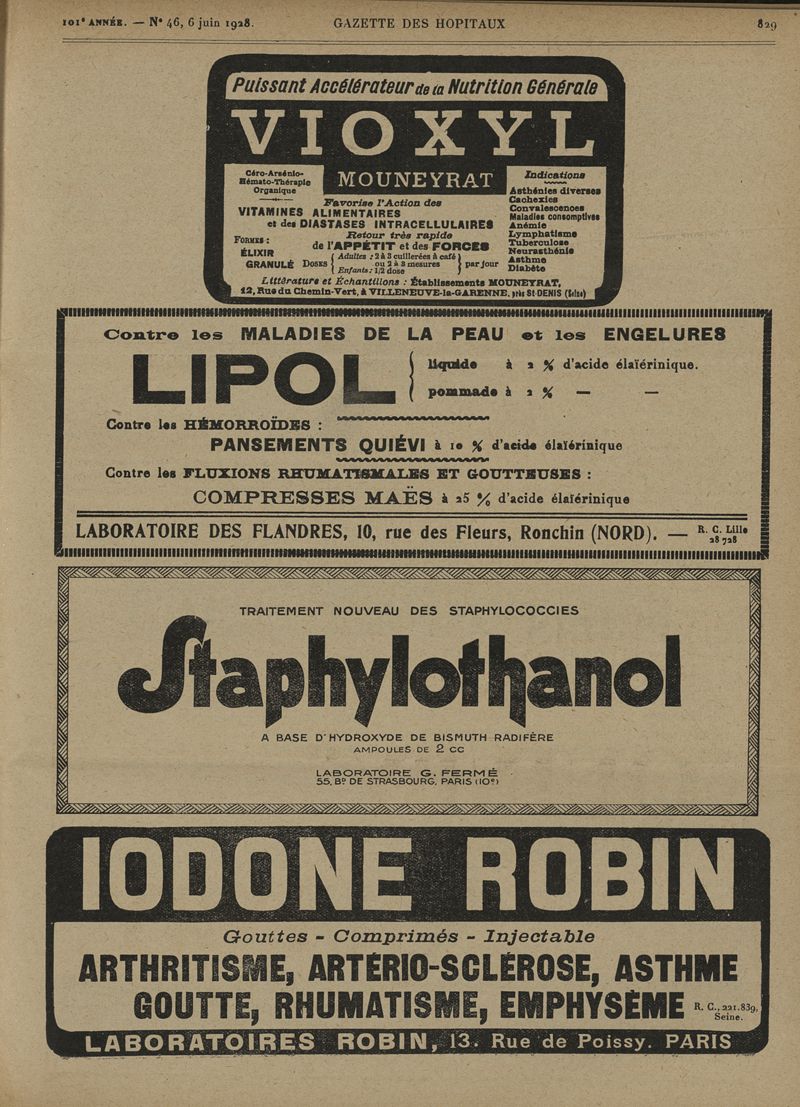 101e ANNÉE. — No 46, 6 juin 1928. GAZETTE DES HOPITAUX 829
Puissant Accélérateur de la Nutrition Générale
VIOXYL
MOUNEYRAT
Céro-Arsénio-
Hémato-Thérapie
Organique
Favorise l'Action des
VITAMINES ALIMENTAIRES
et des DIASTASES INTRACELLULAIRES
Retour très rapide
de l'APPÉTIT et des FORCES
FORMES :
ÉLIXIR
GRANULÉ
DOSES
Adultes : 2 à 3 cuillerées à café
ou 2 à 3 mesures
Enfants : 1/2 dose
par jour
Indications
Asthénies diverses
Cachexies
Convalescences
Maladies consomptives
Anémie
Lymphatisme
Tuberculose
Neurasthénie
Asthme
Diabète
Littérature et Échantillons : Établissements MOUNEYRAT,
12, Rue du Chemin-Vert, à VILLENEUVE-la-GARENNE, près St-DENIS (Seine)
Contre les MALADIES DE LA PEAU et les ENGELURES
LIPOL
liquide à 2 % d'acide élaïérinique.
pommade à 2 % — —
Contre les HÉMORROÏDES :
PANSEMENTS QUIÉVI à 10 % d'acide élaïérinique
Contre les FLUXIONS RHUMATISMALES ET GOUTTEUSES :
COMPRESSES MAËS à 25 % d'acide élaïérinique
LABORATOIRE DES FLANDRES, 10, rue des Fleurs, Ronchin (NORD). — R. C. Lille
28 728
TRAITEMENT NOUVEAU DES STAPHYLOCOCCIES
Staphylothanol
A BASE D'HYDROXYDE DE BISMUTH RADIFÈRE
AMPOULES DE 2 CC
LABORATOIRE G. FERMÉ
55, Bd DE STRASBOURG, PARIS (10e)
IODONE ROBIN
Gouttes - Comprimés - Injectable
ARTHRITISME, ARTÉRIO-SCLÉROSE, ASTHME
GOUTTE, RHUMATISME, EMPHYSÈME
R. C., 221.839,
Seine.
LABORATOIRES ROBIN, 13. Rue de Poissy. PARIS